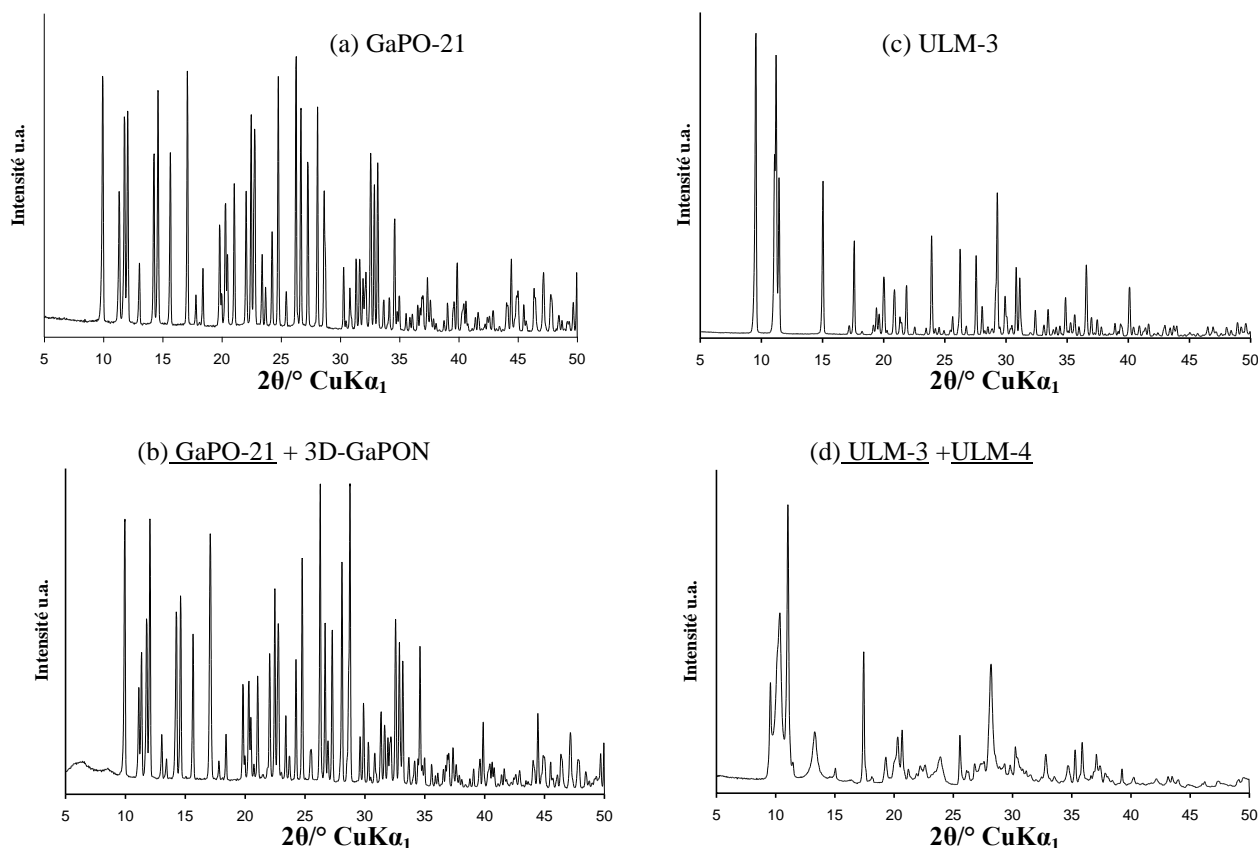 (a) GaPO-21
Intensité u.a.
5 10 15 20 25 30 35 40 45 50
2θ/° CuKα₁
(c) ULM-3
Intensité u.a.
5 10 15 20 25 30 35 40 45 50
2θ/° CuKα₁
(b) GaPO-21 + 3D-GaPON
Intensité u.a.
5 10 15 20 25 30 35 40 45 50
2θ/° CuKα₁
(d) ULM-3 +ULM-4
Intensité u.a.
5 10 15 20 25 30 35 40 45 50
2θ/° CuKα₁